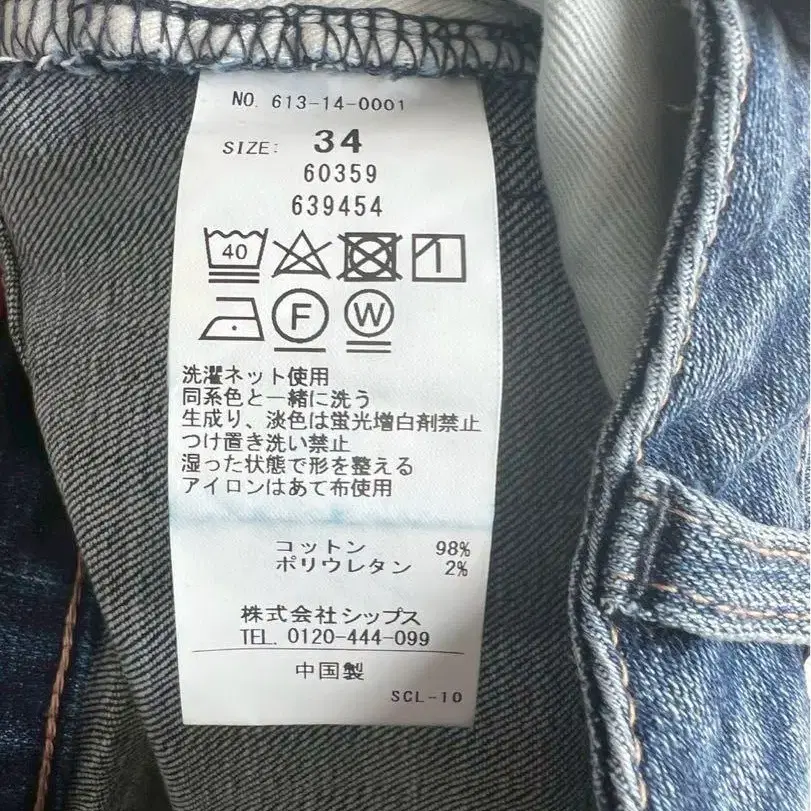 NO. 613-14-0001
SIZE: 34
60359
639454
40
F W
洗濯ネット使用
同系色と一緒に洗う
生成り、淡色は蛍光増白剤禁止
つけ置き洗い禁止
湿った状態で形を整える
アイロンはあて布使用
コットン 98%
ポリウレタン 2%
株式会社シップス
TEL. 0120-444-099
中国製
SCL-10